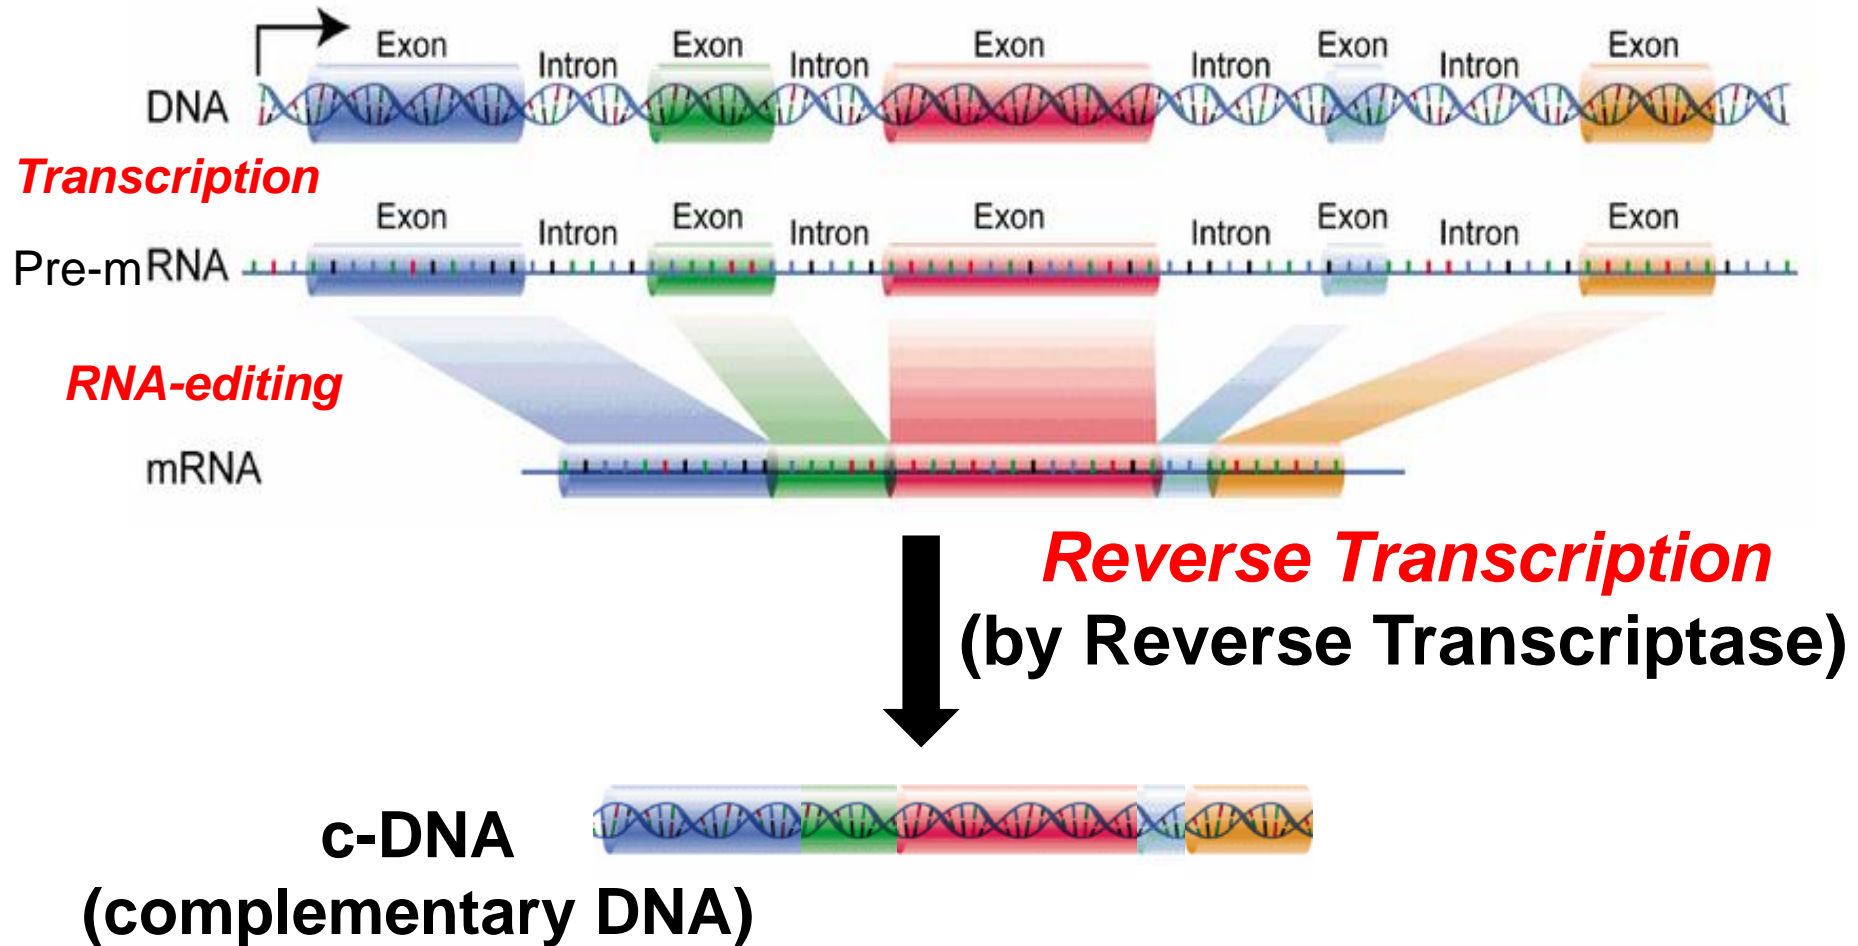 Exon Intron Exon Intron Exon Intron Exon Intron Exon
DNA
Transcription
Exon Intron Exon Intron Exon Intron Exon Intron Exon
Pre-mRNA
RNA-editing
mRNA
Reverse Transcription
(by Reverse Transcriptase)
c-DNA
(complementary DNA)